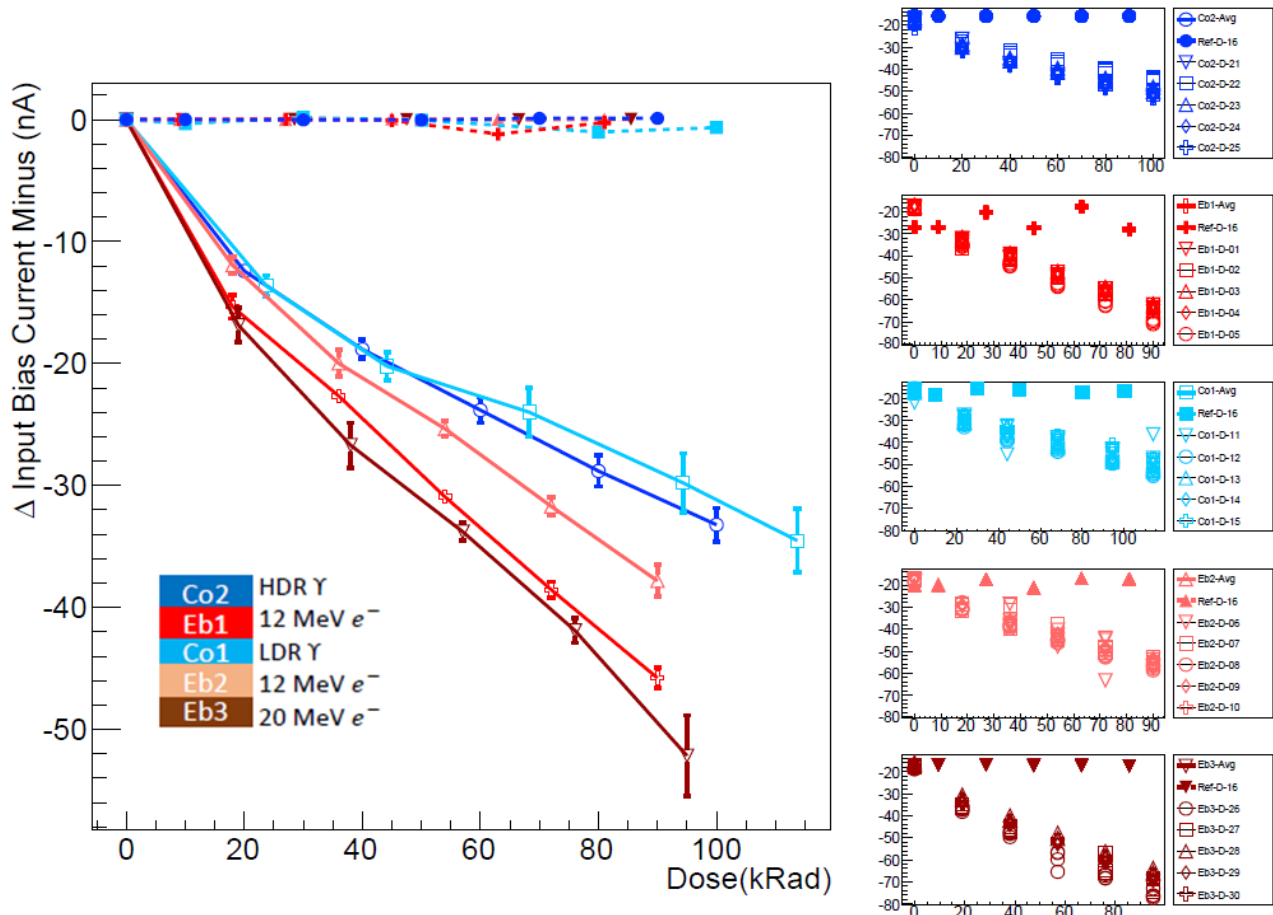 Δ Input Bias Current Minus (nA)
0
-10
-20
-30
-40
-50
0 20 40 60 80 100
Dose(kRad)
Co2 HDR ϒ
Eb1 12 MeV e⁻
Co1 LDR ϒ
Eb2 12 MeV e⁻
Eb3 20 MeV e⁻
-20
-30
-40
-50
-60
-70
-80
0 20 40 60 80 100
Co2-Avg
Ref-D-16
Co2-D-21
Co2-D-22
Co2-D-23
Co2-D-24
Co2-D-25
-20
-30
-40
-50
-60
-70
-80
0 10 20 30 40 50 60 70 80 90
Eb1-Avg
Ref-D-16
Eb1-D-01
Eb1-D-02
Eb1-D-03
Eb1-D-04
Eb1-D-05
-20
-30
-40
-50
-60
-70
-80
0 20 40 60 80 100
Co1-Avg
Ref-D-16
Co1-D-11
Co1-D-12
Co1-D-13
Co1-D-14
Co1-D-15
-20
-30
-40
-50
-60
-70
-80
0 10 20 30 40 50 60 70 80 90
Eb2-Avg
Ref-D-16
Eb2-D-06
Eb2-D-07
Eb2-D-08
Eb2-D-09
Eb2-D-10
-20
-30
-40
-50
-60
-70
-80
0 20 40 60 80
Eb3-Avg
Ref-D-16
Eb3-D-26
Eb3-D-27
Eb3-D-28
Eb3-D-29
Eb3-D-30